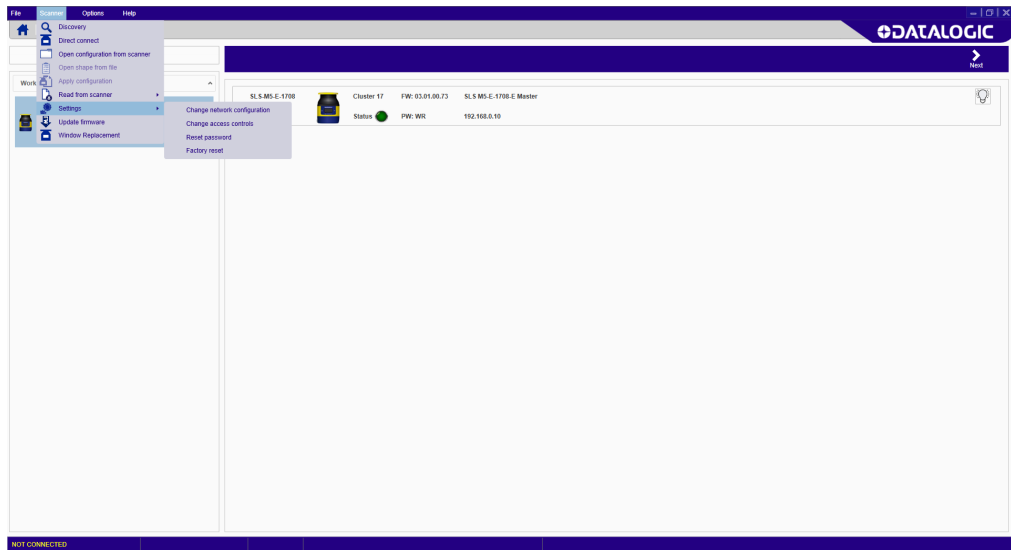 File Scanner Options Help
DATALOGIC
Discovery
Direct connect
Open configuration from scanner
Open shape from file
Apply configuration
Read from scanner
Settings
Update firmware
Window Replacement
Change network configuration
Change access controls
Reset password
Factory reset
Next
Work
SLS-M5-E-1708 Cluster 17 FW: 03.01.00.73 SLS M5-E-1708-E Master
Status PW: WR 192.168.0.10
NOT CONNECTED